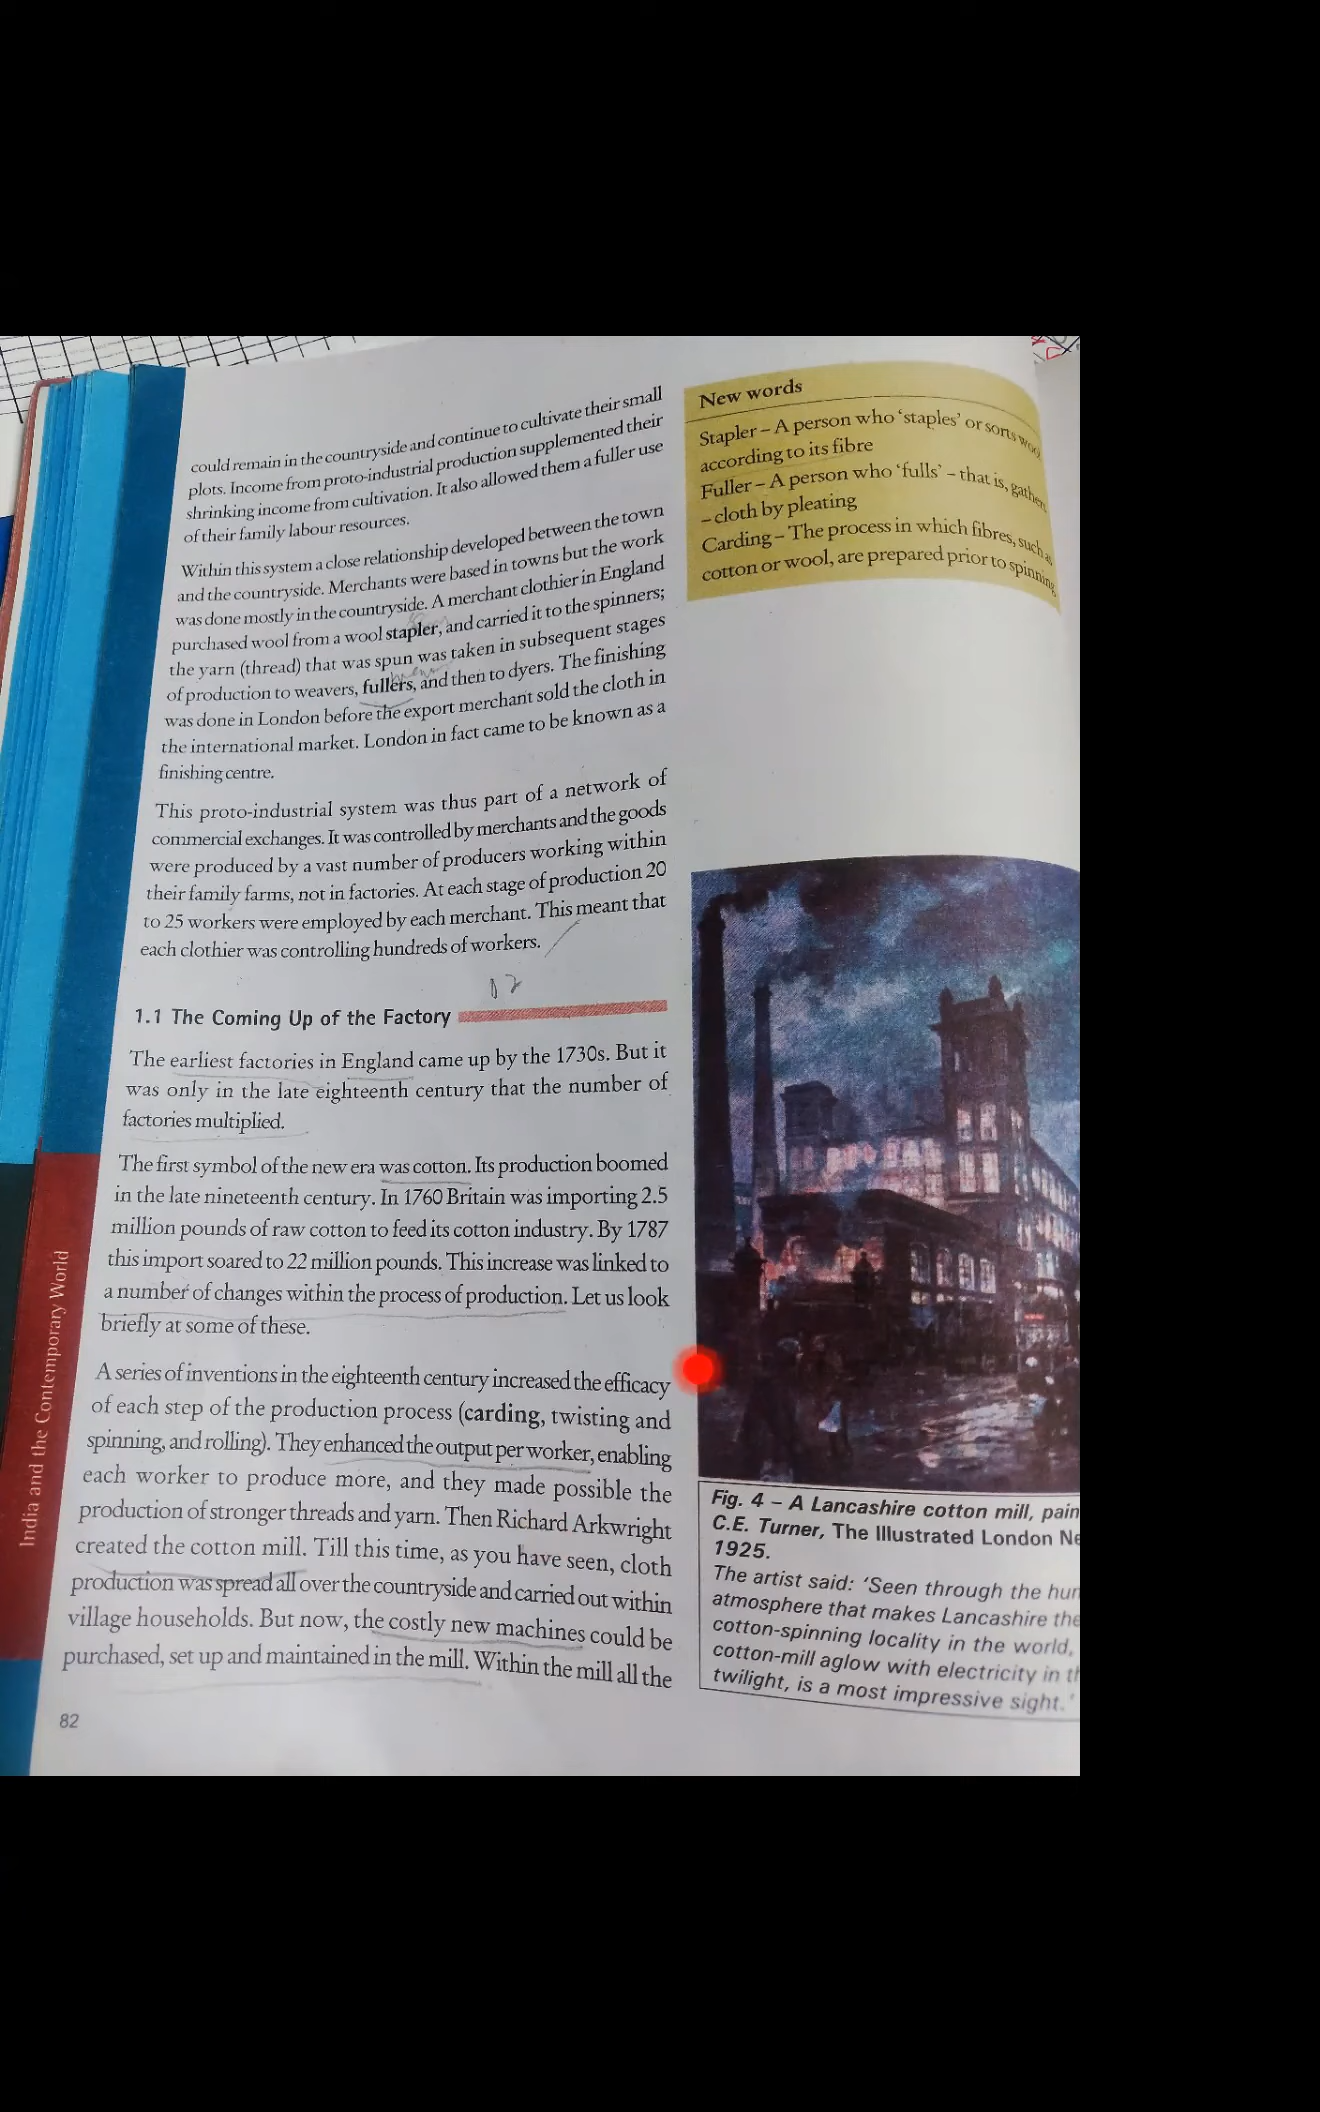 could remain in the countryside and continue to cultivate their small
plots. Income from proto-industrial production supplemented their
shrinking income from cultivation. It also allowed them a fuller use
of their family labour resources.
Within this system a close relationship developed between the town
and the countryside. Merchants were based in towns but the work
was done mostly in the countryside. A merchant clothier in England
purchased wool from a wool stapler, and carried it to the spinners;
the yarn (thread) that was spun was taken in subsequent stages
of production to weavers, fullers, and then to dyers. The finishing
was done in London before the export merchant sold the cloth in
the international market. London in fact came to be known as a
finishing centre.
This proto-industrial system was thus part of a network of
commercial exchanges. It was controlled by merchants and the goods
were produced by a vast number of producers working within
their family farms, not in factories. At each stage of production 20
to 25 workers were employed by each merchant. This meant that
each clothier was controlling hundreds of workers.
1.1 The Coming Up of the Factory
The earliest factories in England came up by the 1730s. But it
was only in the late eighteenth century that the number of
factories multiplied.
The first symbol of the new era was cotton. Its production boomed
in the late nineteenth century. In 1760 Britain was importing 2.5
million pounds of raw cotton to feed its cotton industry. By 1787
this import soared to 22 million pounds. This increase was linked to
a number of changes within the process of production. Let us look
briefly at some of these.
A series of inventions in the eighteenth century increased the efficacy
of each step of the production process (carding, twisting and
spinning, and rolling). They enhanced the output per worker, enabling
each worker to produce more, and they made possible the
production of stronger threads and yarn. Then Richard Arkwright
created the cotton mill. Till this time, as you have seen, cloth
production was spread all over the countryside and carried out within
village households. But now, the costly new machines could be
purchased, set up and maintained in the mill. Within the mill all the
82
India and the Contemporary World
New words
Stapler – A person who ‘staples’ or sorts wool
according to its fibre
Fuller – A person who ‘fulls’ – that is, gathers
– cloth by pleating
Carding – The process in which fibres, such as
cotton or wool, are prepared prior to spinning
Fig. 4 – A Lancashire cotton mill, pain
C.E. Turner, The Illustrated London Ne
1925.
The artist said: ‘Seen through the hu
atmosphere that makes Lancashire the
cotton-spinning locality in the world,
cotton-mill aglow with electricity in t
twilight, is a most impressive sight.’